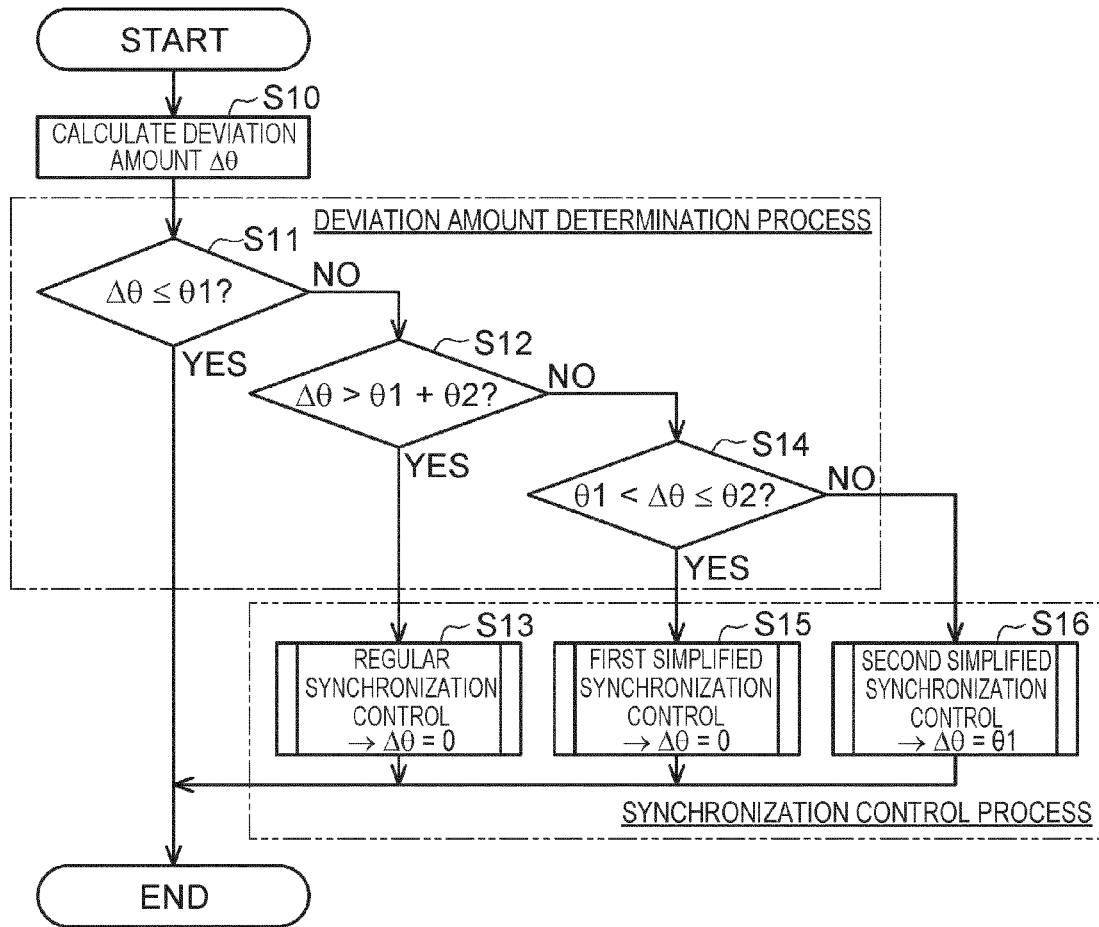 START
S10
CALCULATE DEVIATION
AMOUNT Δθ
DEVIATION AMOUNT DETERMINATION PROCESS
S11
Δθ ≤ θ1?
NO
YES
S12
Δθ > θ1 + θ2?
NO
YES
S14
θ1 < Δθ ≤ θ2?
NO
YES
S13
REGULAR
SYNCHRONIZATION
CONTROL
→ Δθ = 0
S15
FIRST SIMPLIFIED
SYNCHRONIZATION
CONTROL
→ Δθ = 0
S16
SECOND SIMPLIFIED
SYNCHRONIZATION
CONTROL
→ Δθ = θ1
SYNCHRONIZATION CONTROL PROCESS
END